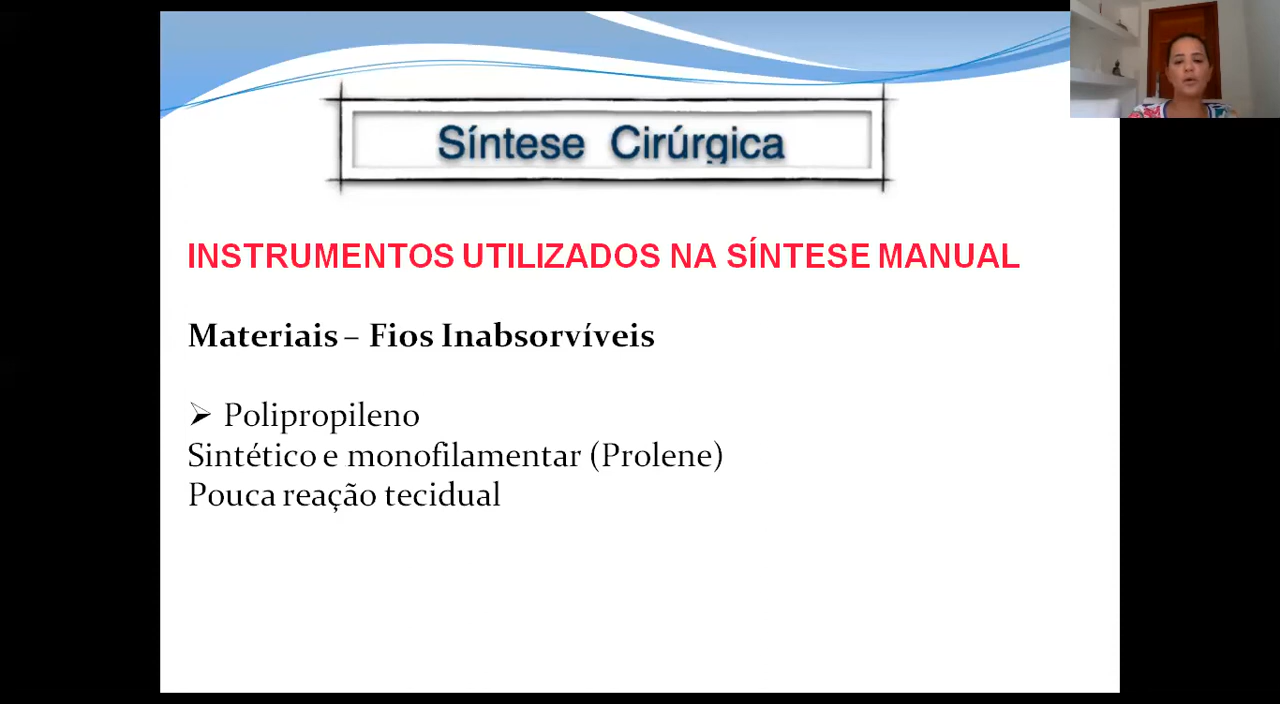 Síntese Cirúrgica
INSTRUMENTOS UTILIZADOS NA SÍNTESE MANUAL
Materiais – Fios Inabsorvíveis
➢ Polipropileno
Sintético e monofilamentar (Prolene)
Pouca reação tecidual